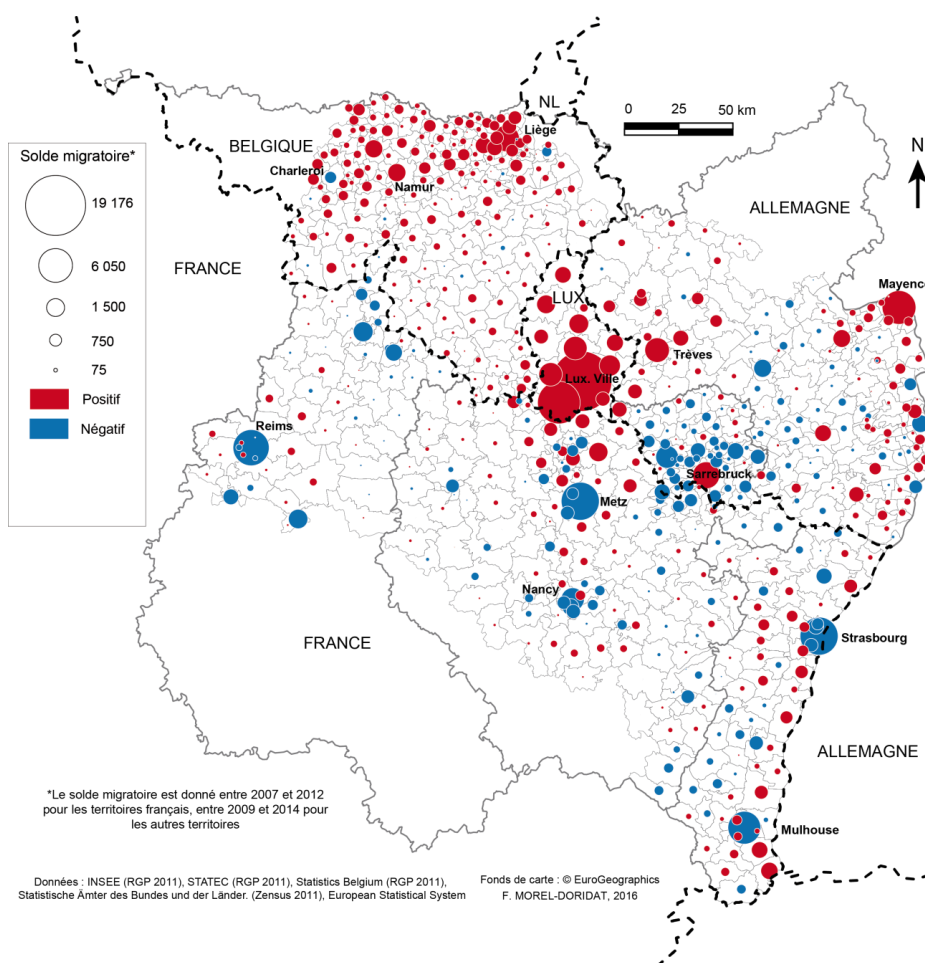 NL
0 25 50 km
Liège
BELGIQUE
N
Solde migratoire*
Charleroi
Namur
19 176
ALLEMAGNE
6 050
FRANCE
Mayence
LUX
1 500
750
Trèves
75
Lux. Ville
Positif
Négatif
Reims
Sarrebruck
Metz
Nancy
Strasbourg
FRANCE
ALLEMAGNE
*Le solde migratoire est donné entre 2007 et 2012
pour les territoires français, entre 2009 et 2014 pour
les autres territoires
Mulhouse
Données : INSEE (RGP 2011), STATEC (RGP 2011), Statistics Belgium (RGP 2011),
Statistische Ämter des Bundes und der Länder. (Zensus 2011), European Statistical System
Fonds de carte : © EuroGeographics
F. MOREL-DORIDAT, 2016